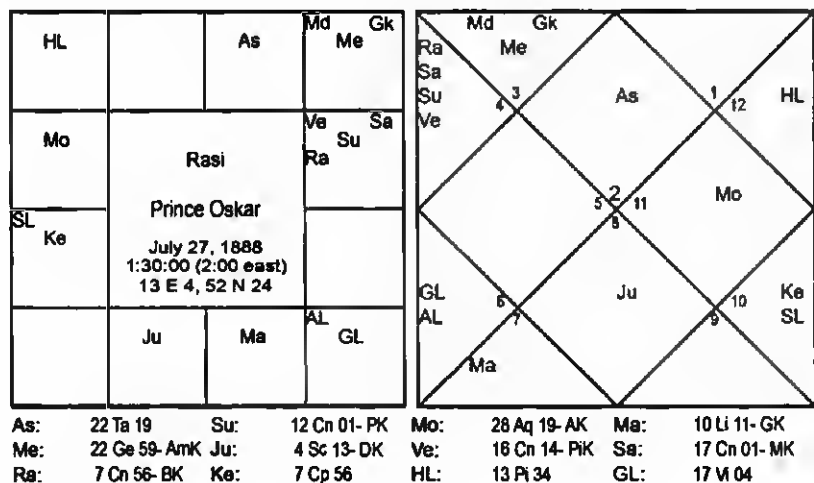 HL
As
Md Gk
Me
Mo
Ve Sa
Su
Ra
SL
Ke
Rasi
Prince Oskar
July 27, 1888
1:30:00 (2:00 east)
13 E 4, 52 N 24
Ju
Ma
AL
GL
Md Gk
Me
Ra
Sa
Su
Ve
3
4
As
1
12
HL
2
5 11
8
Mo
GL
AL
6
7
Ma
Ju
10
9
Ke
SL
As: 22 Ta 19 Su: 12 Cn 01- PK Mo: 28 Aq 19- AK Ma: 10 Li 11- GK
Me: 22 Ge 59- AmK Ju: 4 Sc 13- DK Ve: 16 Cn 14- PiK Sa: 17 Cn 01- MK
Ra: 7 Cn 56- BK Ke: 7 Cp 56 HL: 13 Pi 34 GL: 17 Vi 04